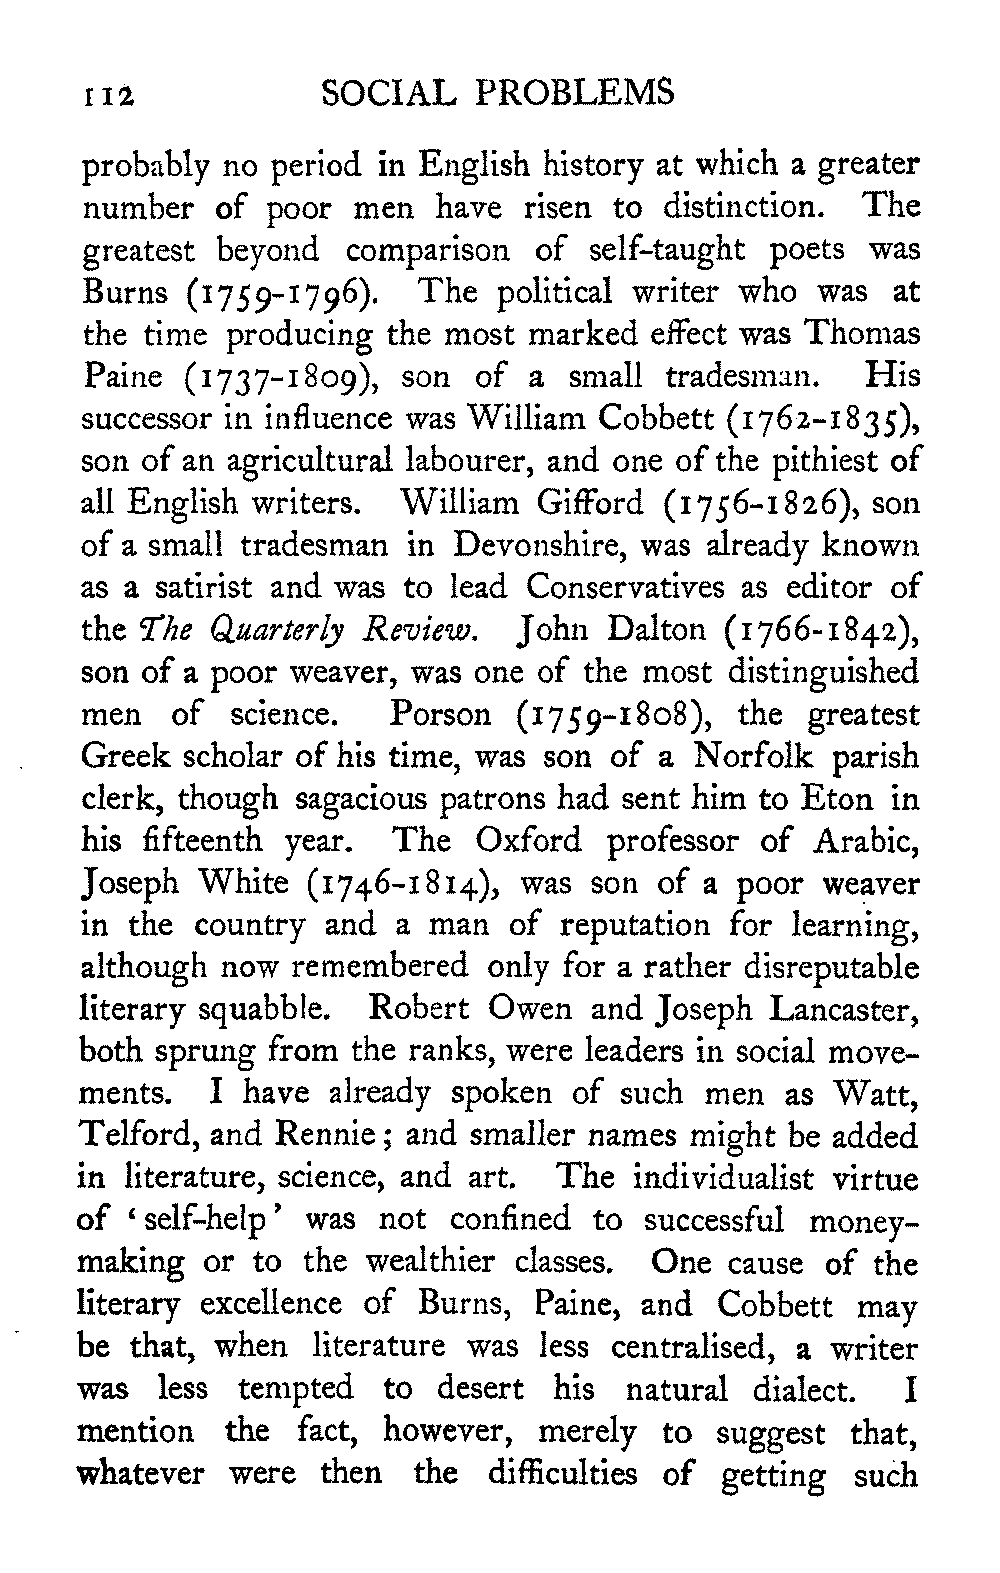 112 SOCIAL PROBLEMS
probably no period in English history at which a greater
number of poor men have risen to distinction. The
greatest beyond comparison of self-taught poets was
Burns (1759-1796). The political writer who was at
the time producing the most marked effect was Thomas
Paine (1737-1809), son of a small tradesman. His
successor in influence was William Cobbett (1762-1835),
son of an agricultural labourer, and one of the pithiest of
all English writers. William Gifford (1756-1826), son
of a small tradesman in Devonshire, was already known
as a satirist and was to lead Conservatives as editor of
the The Quarterly Review. John Dalton (1766-1842),
son of a poor weaver, was one of the most distinguished
men of science. Porson (1759-1808), the greatest
Greek scholar of his time, was son of a Norfolk parish
clerk, though sagacious patrons had sent him to Eton in
his fifteenth year. The Oxford professor of Arabic,
Joseph White (1746-1814), was son of a poor weaver
in the country and a man of reputation for learning,
although now remembered only for a rather disreputable
literary squabble. Robert Owen and Joseph Lancaster,
both sprung from the ranks, were leaders in social move-
ments. I have already spoken of such men as Watt,
Telford, and Rennie; and smaller names might be added
in literature, science, and art. The individualist virtue
of ‘self-help’ was not confined to successful money-
making or to the wealthier classes. One cause of the
literary excellence of Burns, Paine, and Cobbett may
be that, when literature was less centralised, a writer
was less tempted to desert his natural dialect. I
mention the fact, however, merely to suggest that,
whatever were then the difficulties of getting such